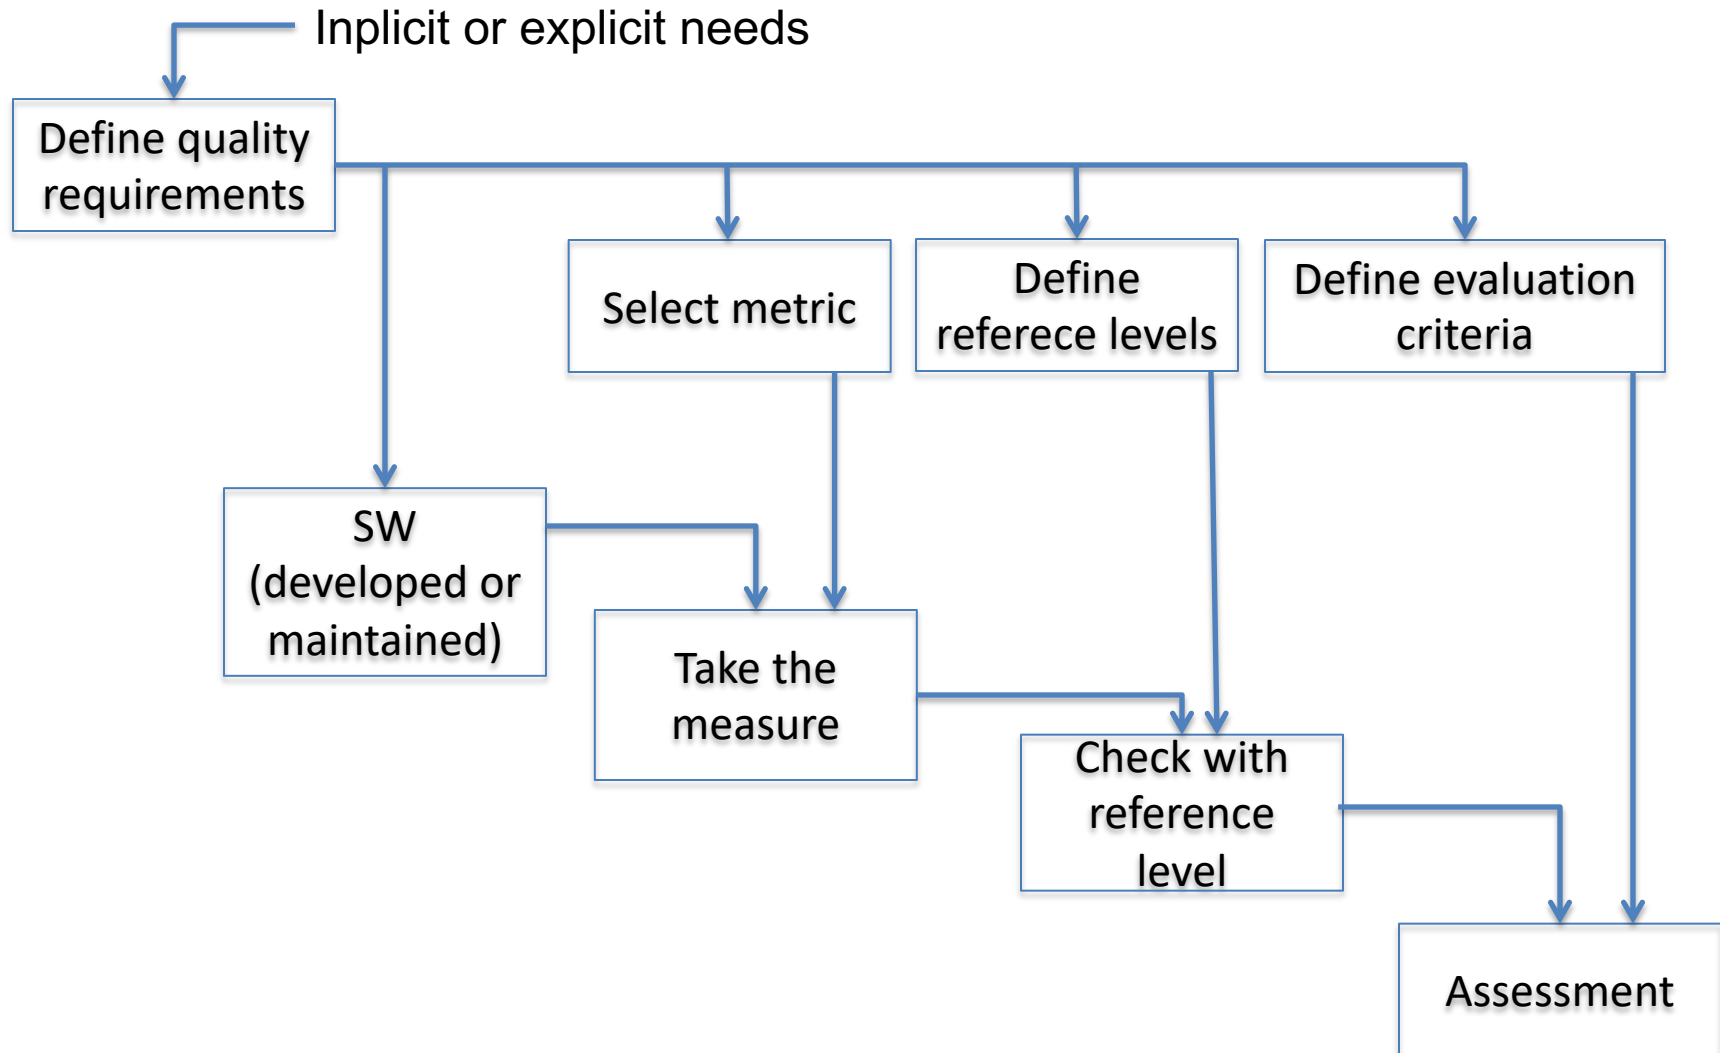 Inplicit or explicit needs
Define quality
requirements
Select metric
Define
referece levels
Define evaluation
criteria
SW
(developed or
maintained)
Take the
measure
Check with
reference
level
Assessment